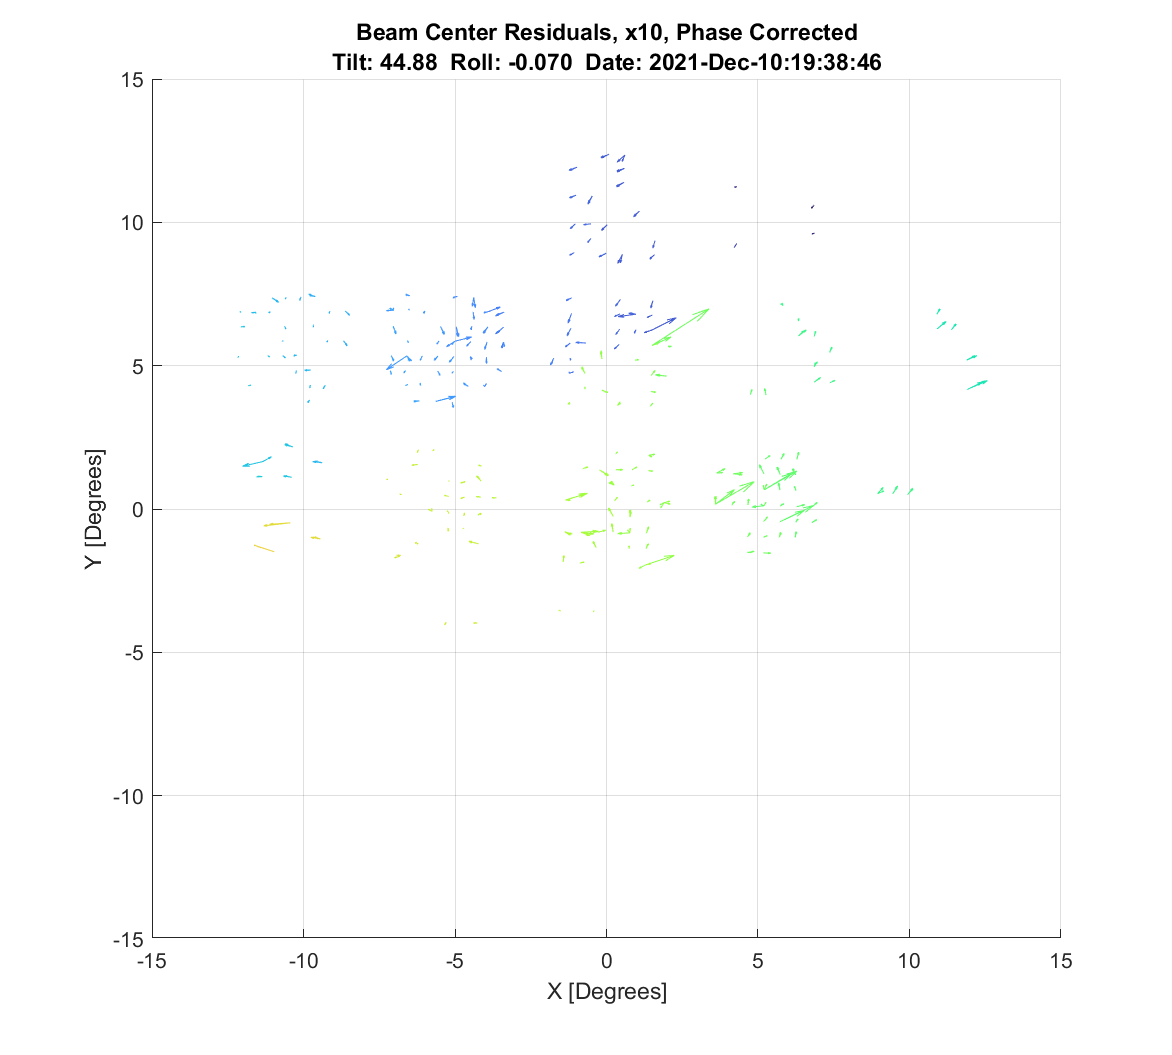 Beam Center Residuals, x10, Phase Corrected
Tilt: 44.88 Roll: -0.070 Date: 2021-Dec-10:19:38:46
15
10
5
0
-5
-10
-15
Y [Degrees]
-15 -10 -5 0 5 10 15
X [Degrees]